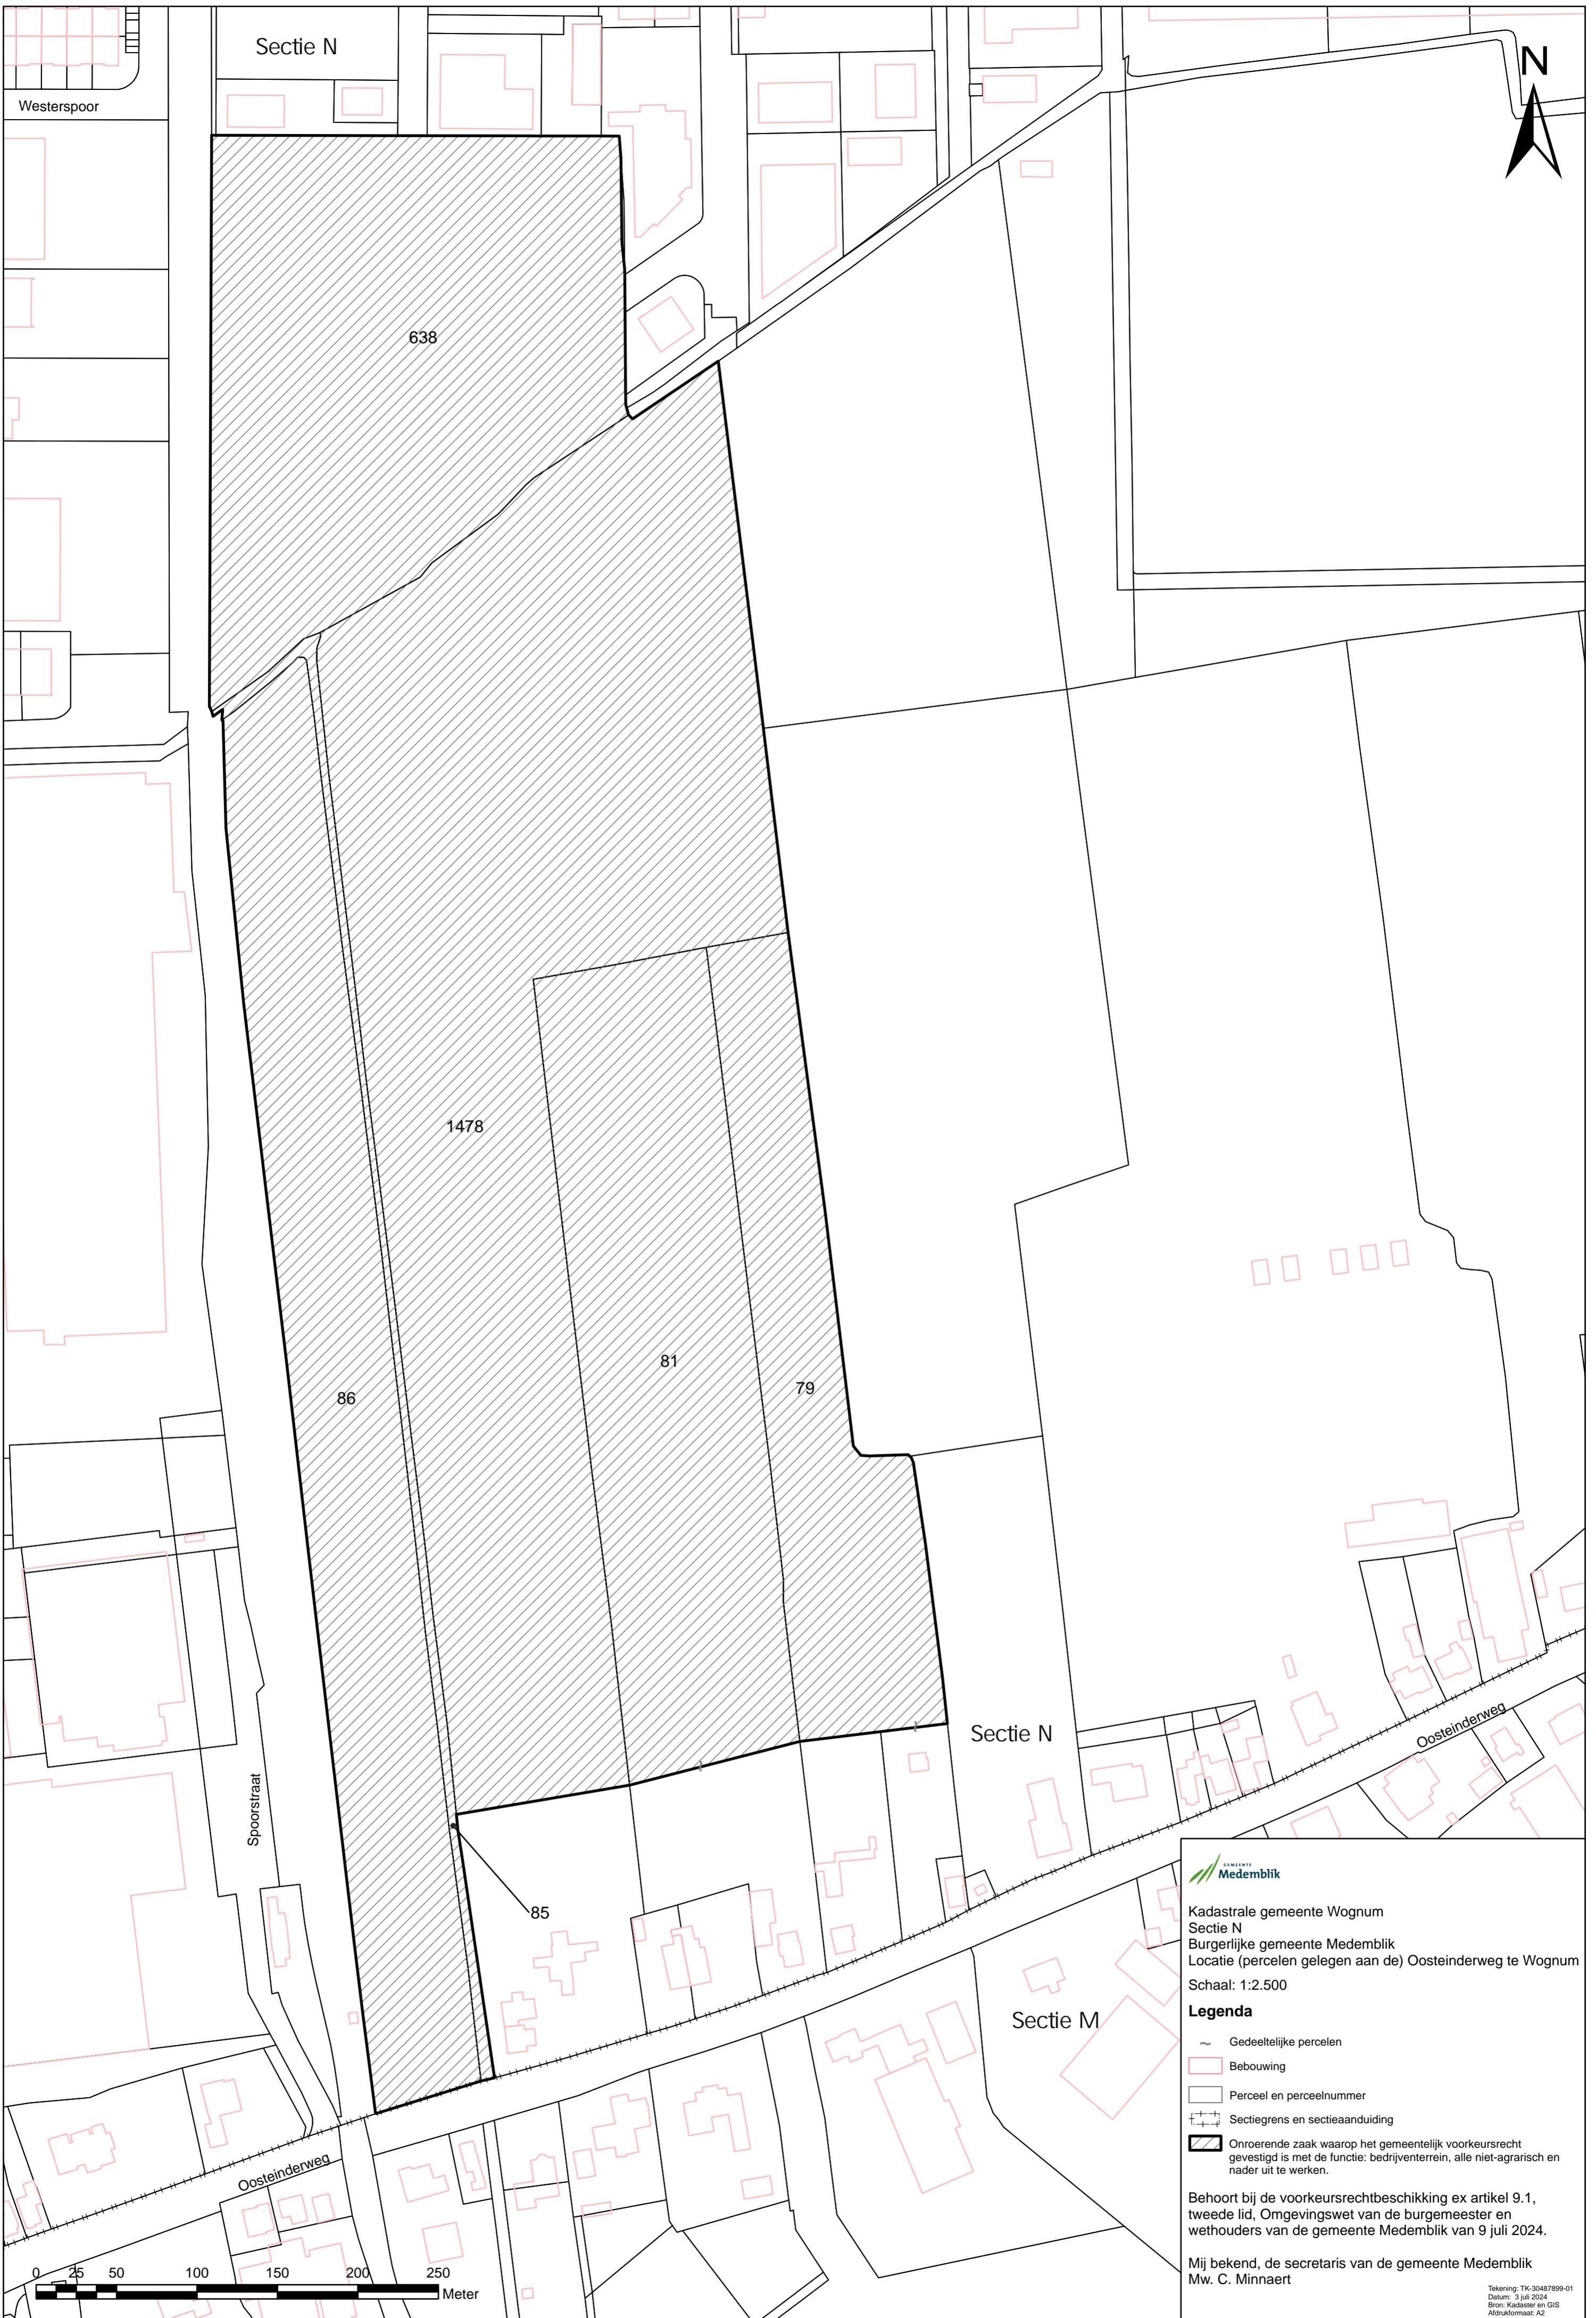 Sectie N
N
Westerspoor
638
1478
81
79
86
Sectie N
Oosteinderweg
Spoorstraat
85
Sectie M
Oosteinderweg
0 25 50 100 150 200 250
Meter
GEMEENTE
Medemblik
Kadastrale gemeente Wognum
Sectie N
Burgerlijke gemeente Medemblik
Locatie (percelen gelegen aan de) Oosteinderweg te Wognum
Schaal: 1:2.500
Legenda
~ Gedeeltelijke percelen
Bebouwing
Perceel en perceelnummer
Sectiegrens en sectieaanduiding
Onroerende zaak waarop het gemeentelijk voorkeursrecht
gevestigd is met de functie: bedrijventerrein, alle niet-agrarisch en
nader uit te werken.
Behoort bij de voorkeursrechtbeschikking ex artikel 9.1,
tweede lid, Omgevingswet van de burgemeester en
wethouders van de gemeente Medemblik van 9 juli 2024.
Mij bekend, de secretaris van de gemeente Medemblik
Mw. C. Minnaert
Tekening: TK-30487899-01
Datum: 3 juli 2024
Bron: Kadaster en GIS
Afdrukformaat: A2